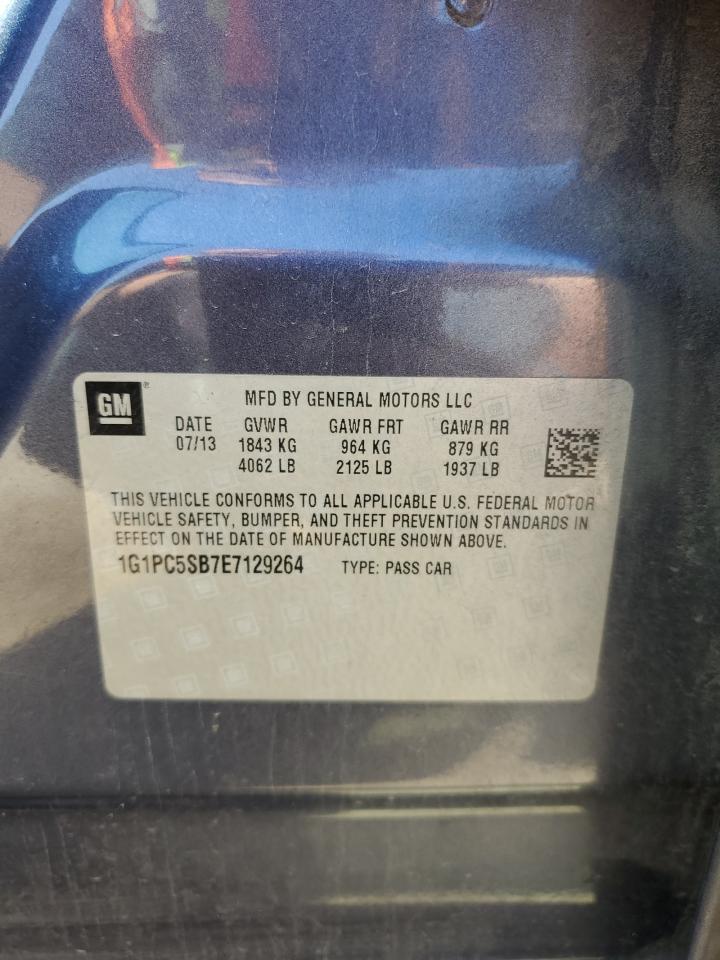 GM®
MFD BY GENERAL MOTORS LLC
DATE GVWR GAWR FRT GAWR RR
07/13 1843 KG 964 KG 879 KG
4062 LB 2125 LB 1937 LB
THIS VEHICLE CONFORMS TO ALL APPLICABLE U.S. FEDERAL MOTOR
VEHICLE SAFETY, BUMPER, AND THEFT PREVENTION STANDARDS IN
EFFECT ON THE DATE OF MANUFACTURE SHOWN ABOVE.
1G1PC5SB7E7129264 TYPE: PASS CAR